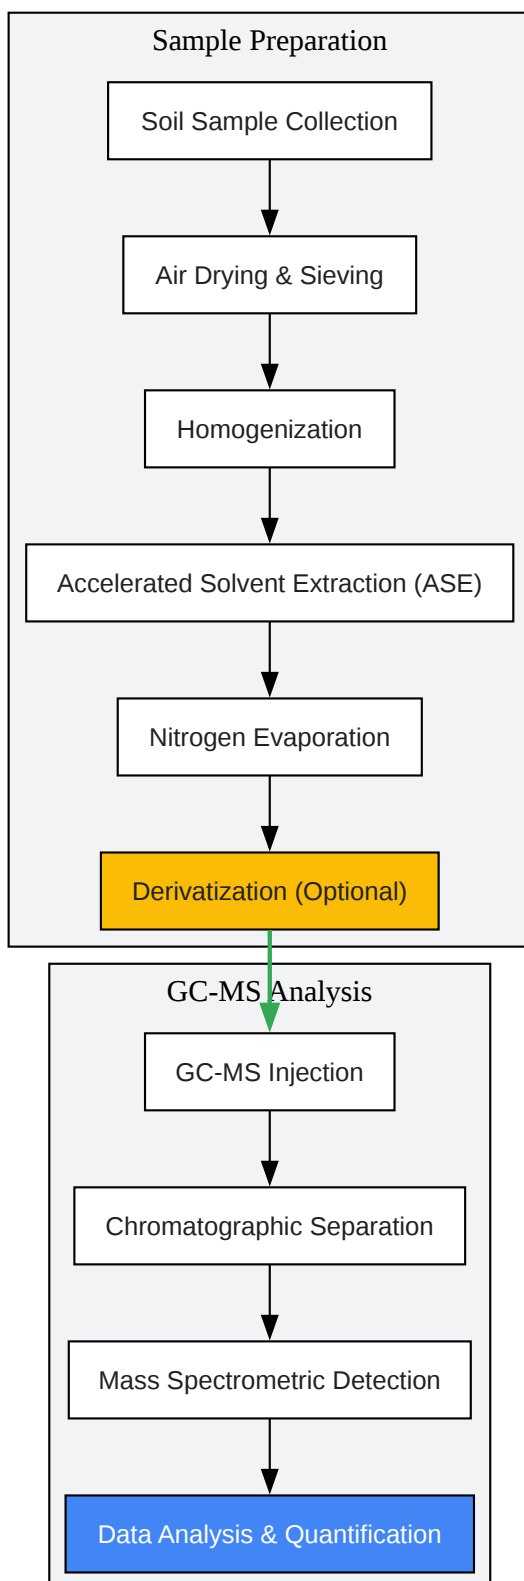 Sample Preparation
Soil Sample Collection
Air Drying & Sieving
Homogenization
Accelerated Solvent Extraction (ASE)
Nitrogen Evaporation
Derivatization (Optional)
GC-MS Analysis
GC-MS Injection
Chromatographic Separation
Mass Spectrometric Detection
Data Analysis & Quantification